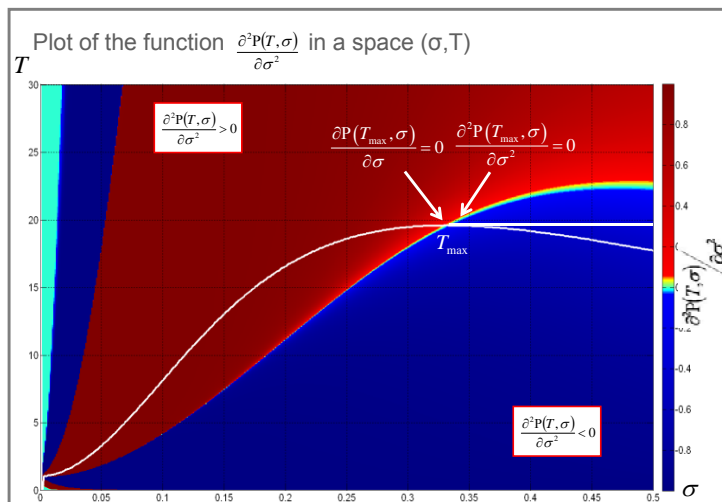 Plot of the function ∂²P(T,σ)/∂σ² in a space (σ,T)
T
30
25
20
15
10
5
0
∂²P(T,σ)/∂σ² > 0
∂P(T_max,σ)/∂σ = 0
∂²P(T_max,σ)/∂σ² = 0
T_max
∂²P(T,σ)/∂σ² < 0
0
0.05
0.1
0.15
0.2
0.25
0.3
0.35
0.4
0.45
0.5
σ
0.8
0.6
0.4
-0.4
-0.6
-0.8
∂²P(T,σ)/∂σ²